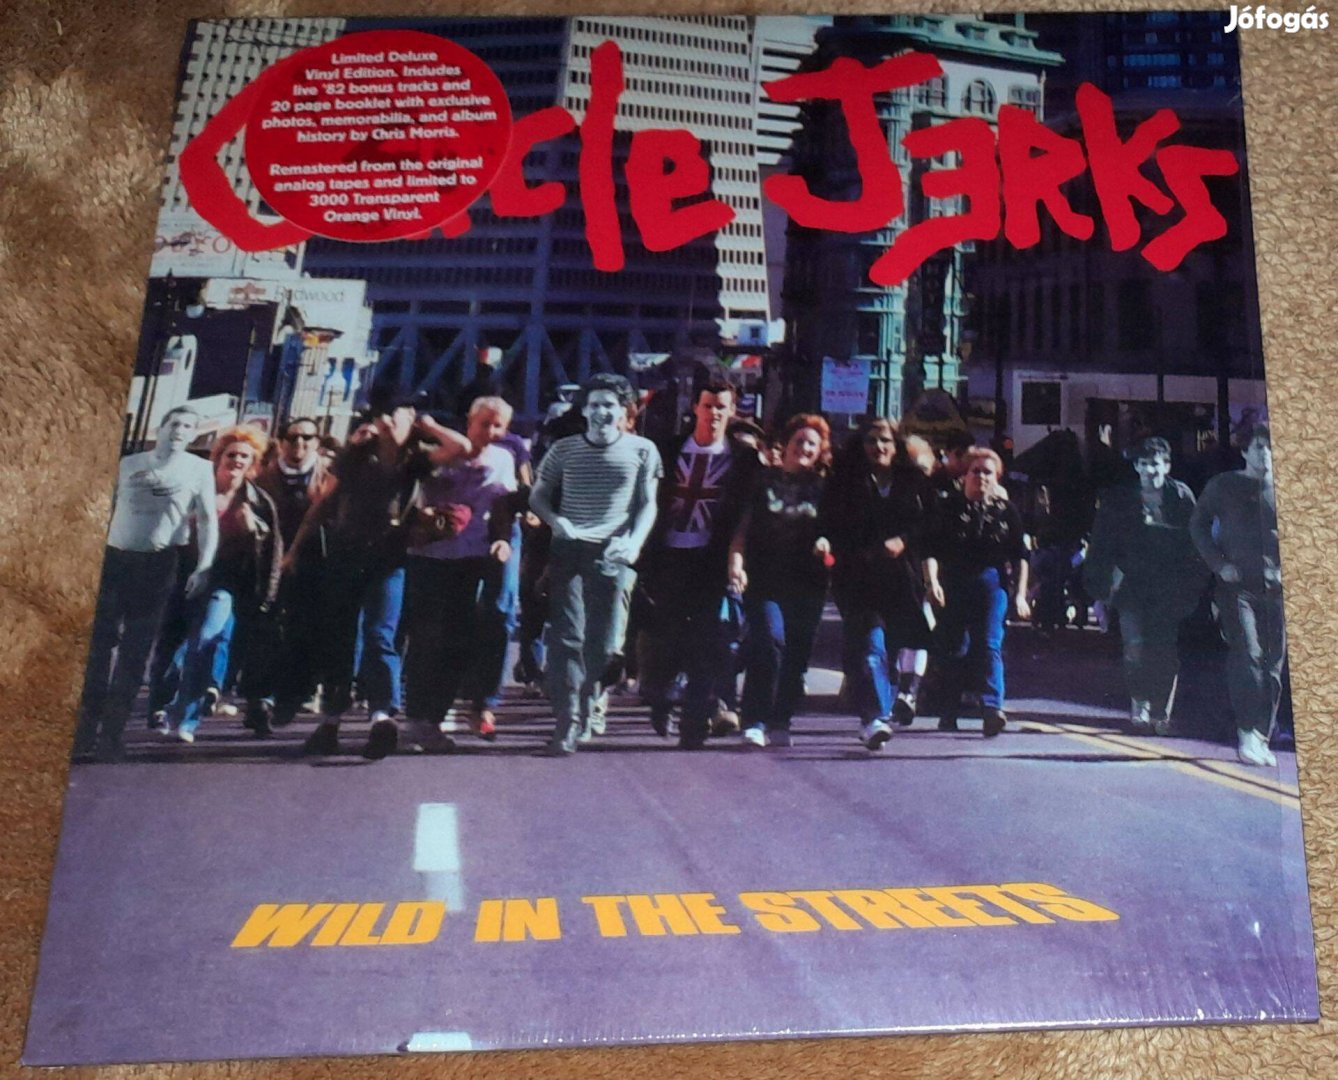 Jófogás
Limited Deluxe
Vinyl Edition. Includes
live '82 bonus tracks and
20 page booklet with exclusive
photos, memorabilia, and album
history by Chris Morris.
Remastered from the original
analog tapes and limited to
3000 Transparent
Orange Vinyl.
cle Jerks
Redwood
WILD IN THE STREETS